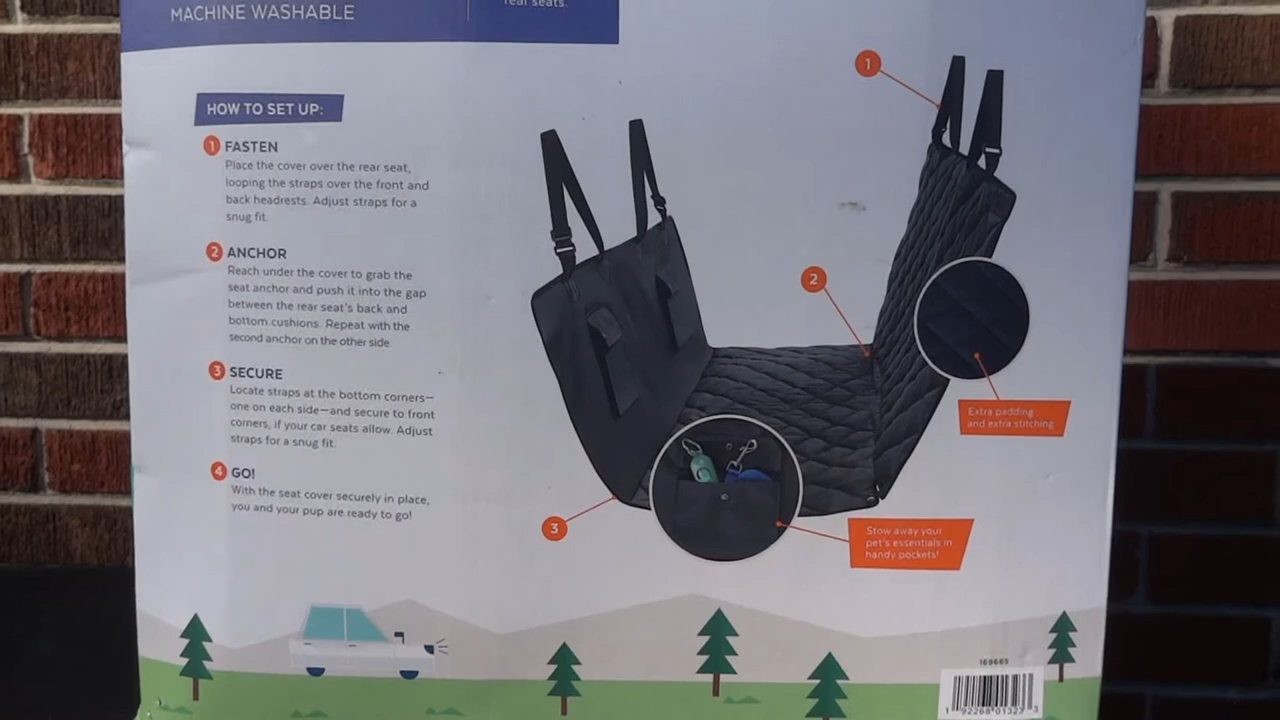 MACHINE WASHABLE
rear seats.
HOW TO SET UP:
1 FASTEN
Place the cover over the rear seat,
looping the straps over the front and
back headrests. Adjust straps for a
snug fit.
2 ANCHOR
Reach under the cover to grab the
seat anchor and push it into the gap
between the rear seat's back and
bottom cushions. Repeat with the
second anchor on the other side
3 SECURE
Locate straps at the bottom corners—
one on each side—and secure to front
corners, if your car seats allow. Adjust
straps for a snug fit.
4 GO!
With the seat cover securely in place,
you and your pup are ready to go!
1
2
3
Extra padding
and extra stitching
Stow away your
pet's essentials in
handy pockets!
169665
1 92268 01323 3